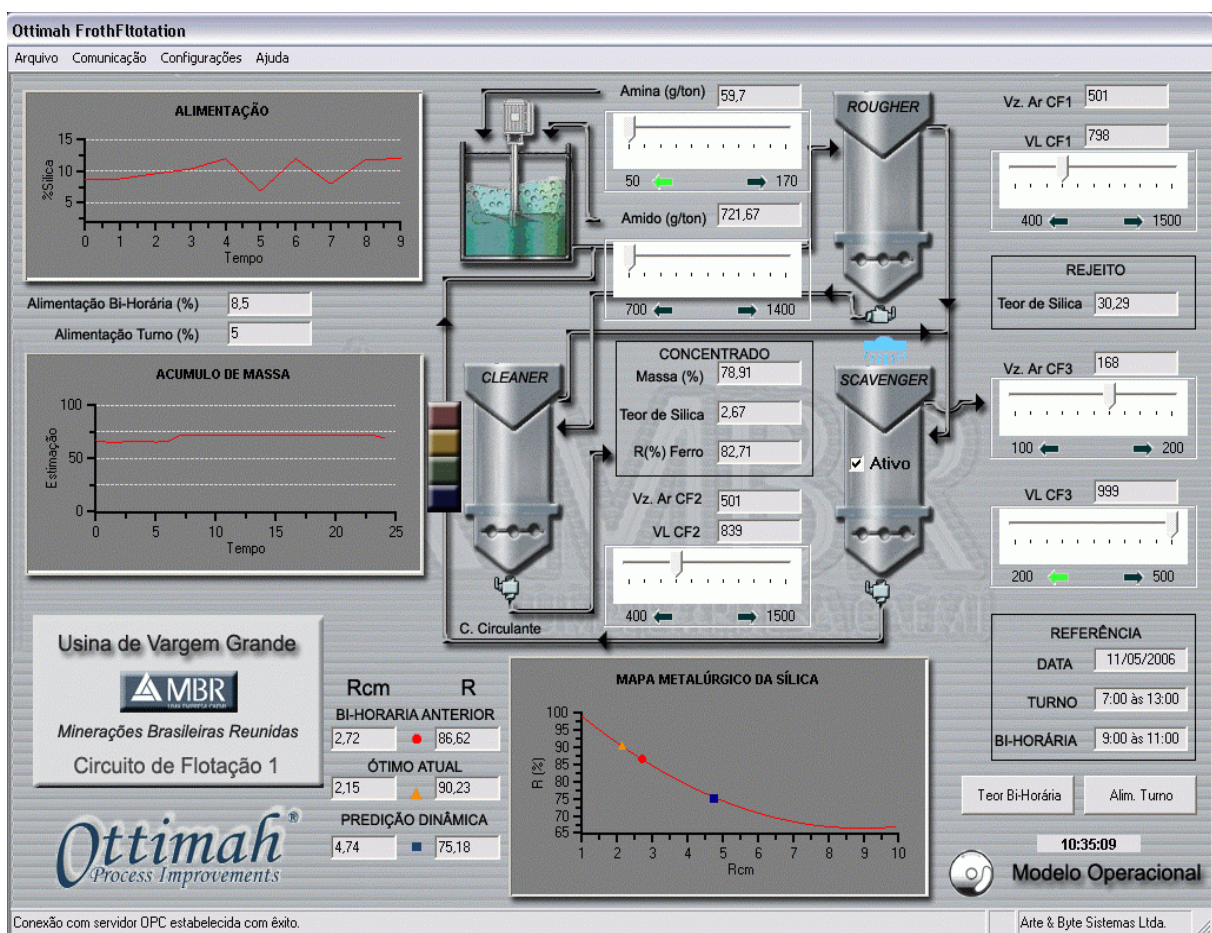 Ottimah FrothFltotation
Arquivo Comunicação Configurações Ajuda
ALIMENTAÇÃO
%Silica
15
10
5
0 1 2 3 4 5 6 7 8 9
Tempo
Alimentação Bi-Horária (%) 8,5
Alimentação Turno (%) 5
ACUMULO DE MASSA
Estimação
100
50
0
0 5 10 15 20 25
Tempo
Amina (g/ton) 59,7
50 170
Amido (g/ton) 721,67
700 1400
ROUGHER
Vz. Ar CF1 501
VL CF1 798
400 1500
REJEITO
Teor de Silica 30,29
CLEANER
CONCENTRADO
Massa (%) 78,91
Teor de Silica 2,67
R(%) Ferro 82,71
Vz. Ar CF2 501
VL CF2 839
400 1500
C. Circulante
SCAVENGER
Ativo
Vz. Ar CF3 168
100 200
VL CF3 999
200 500
MBR
Usina de Vargem Grande
MBR
Minerações Brasileiras Reunidas
Circuito de Flotação 1
Ottimah®
Process Improvements
Rcm R
BI-HORARIA ANTERIOR
2,72 86,62
ÓTIMO ATUAL
2,15 90,23
PREDIÇÃO DINÂMICA
4,74 75,18
MAPA METALÚRGICO DA SÍLICA
R (%)
100
95
90
85
80
75
70
65
1 2 3 4 5 6 7 8 9 10
Rcm
REFERÊNCIA
DATA 11/05/2006
TURNO 7:00 às 13:00
BI-HORÁRIA 9:00 às 11:00
Teor Bi-Horária Alim. Turno
10:35:09
Modelo Operacional
Conexão com servidor OPC estabelecida com êxito.
Arte & Byte Sistemas Ltda.